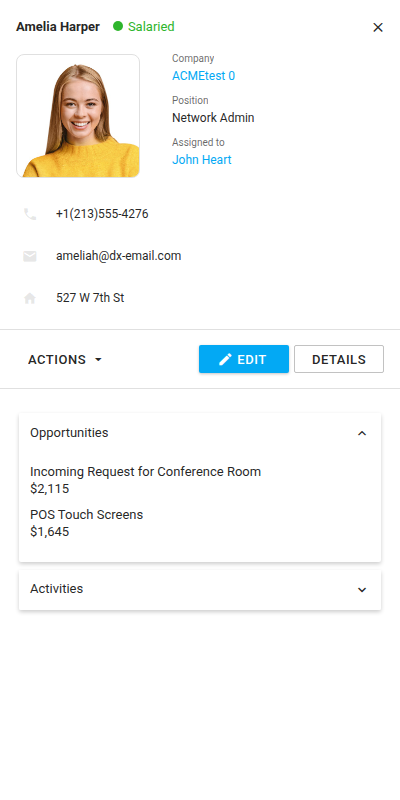 Amelia Harper Salaried
Company
ACMEtest 0
Position
Network Admin
Assigned to
John Heart
+1(213)555-4276
ameliah@dx-email.com
527 W 7th St
ACTIONS EDIT DETAILS
Opportunities
Incoming Request for Conference Room
$2,115
POS Touch Screens
$1,645
Activities